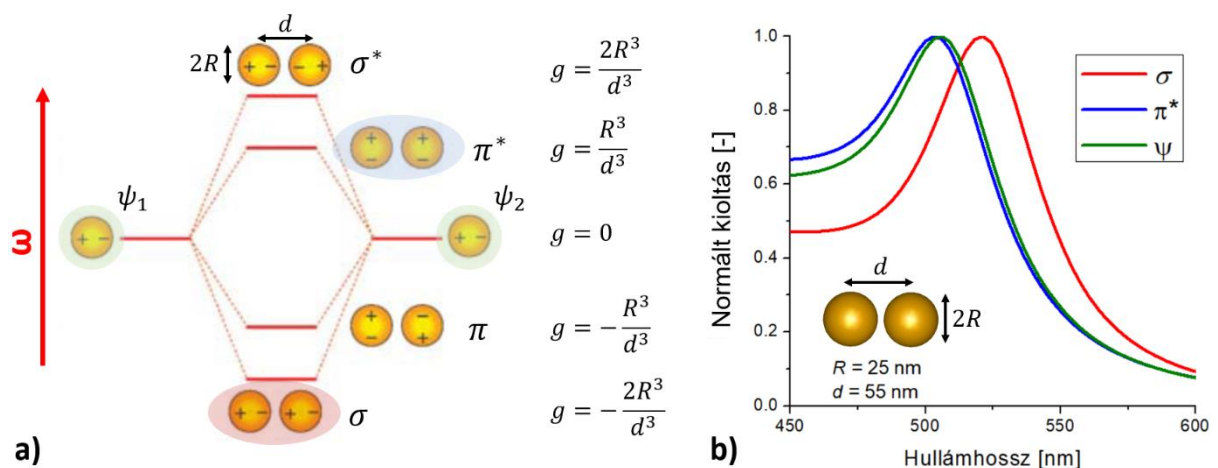 d
2R
σ*
g = 2R³/d³
π*
g = R³/d³
ψ₁
ψ₂
g = 0
ω
π
g = −R³/d³
σ
g = −2R³/d³
a)
1.0
0.8
0.6
0.4
0.2
0.0
Normált kioltás [-]
σ
π*
ψ
d
2R
R = 25 nm
d = 55 nm
450
500
550
600
Hullámhossz [nm]
b)